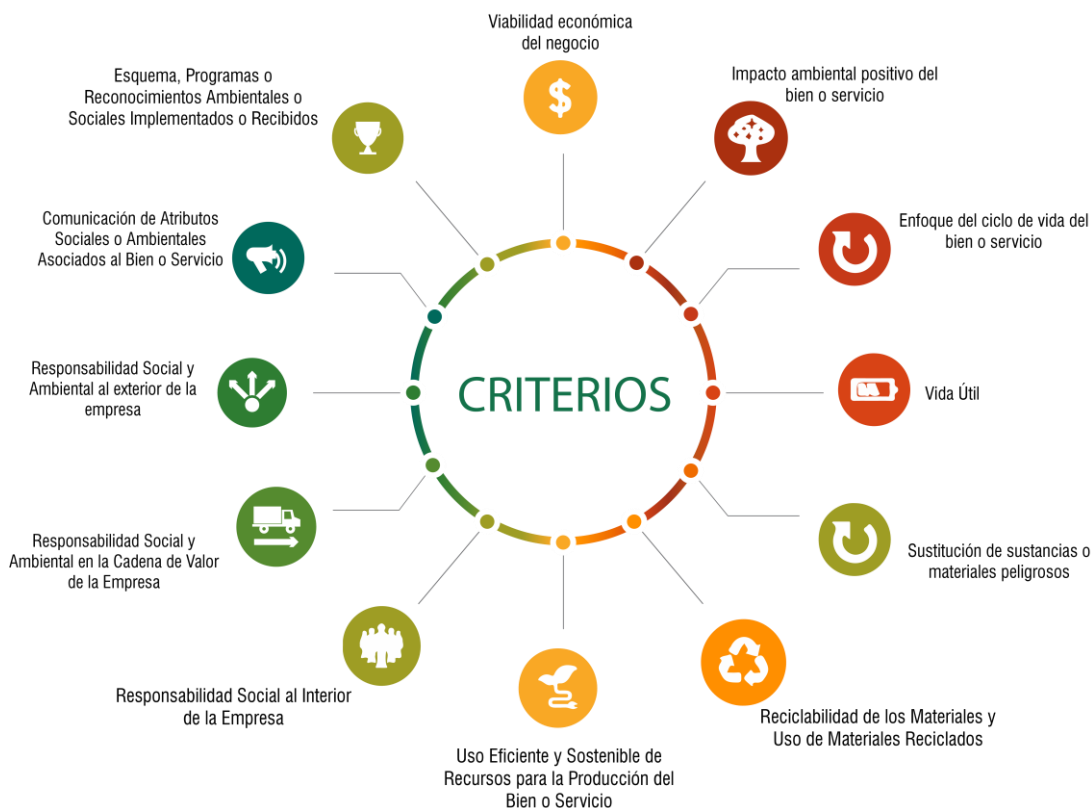 Viabilidad económica
del negocio
Impacto ambiental positivo del
bien o servicio
Enfoque del ciclo de vida del
bien o servicio
Vida Útil
Sustitución de sustancias o
materiales peligrosos
Reciclabilidad de los Materiales y
Uso de Materiales Reciclados
Uso Eficiente y Sostenible de
Recursos para la Producción del
Bien o Servicio
Responsabilidad Social al Interior
de la Empresa
Responsabilidad Social y
Ambiental en la Cadena de Valor
de la Empresa
Responsabilidad Social y
Ambiental al exterior de la
empresa
Comunicación de Atributos
Sociales o Ambientales
Asociados al Bien o Servicio
Esquema, Programas o
Reconocimientos Ambientales o
Sociales Implementados o Recibidos
CRITERIOS
$